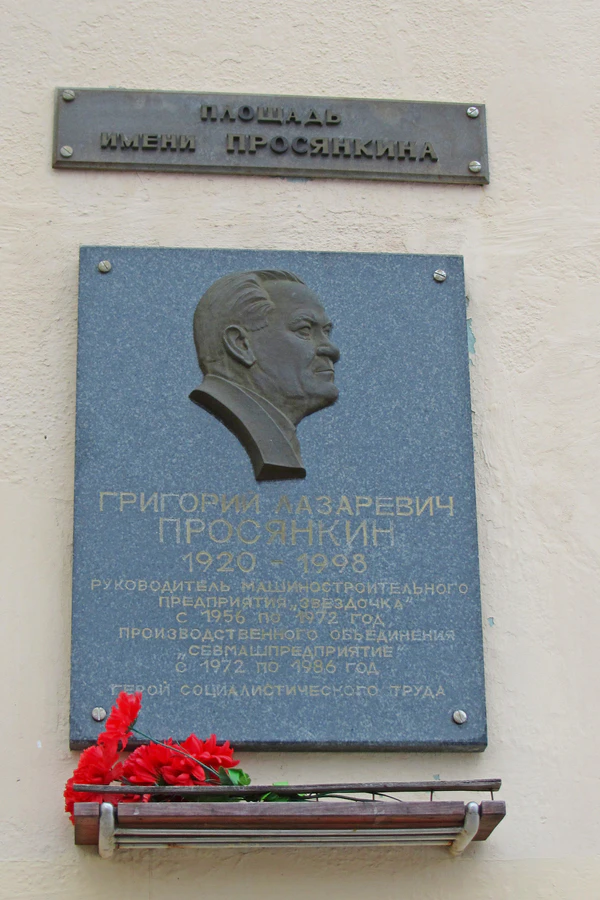 ПЛОЩАДЬ
ИМЕНИ ПРОСЯНКИНА
ГРИГОРИЙ ЛАЗАРЕВИЧ
ПРОСЯНКИН
1920 - 1998
РУКОВОДИТЕЛЬ МАШИНОСТРОИТЕЛЬНОГО
ПРЕДПРИЯТИЯ „ЗВЕЗДОЧКА"
С 1956 ПО 1972 ГОД
ПРОИЗВОДСТВЕННОГО ОБЪЕДИНЕНИЯ
„СЕВМАШПРЕДПРИЯТИЕ"
С 1972 ПО 1986 ГОД
ГЕРОЙ СОЦИАЛИСТИЧЕСКОГО ТРУДА